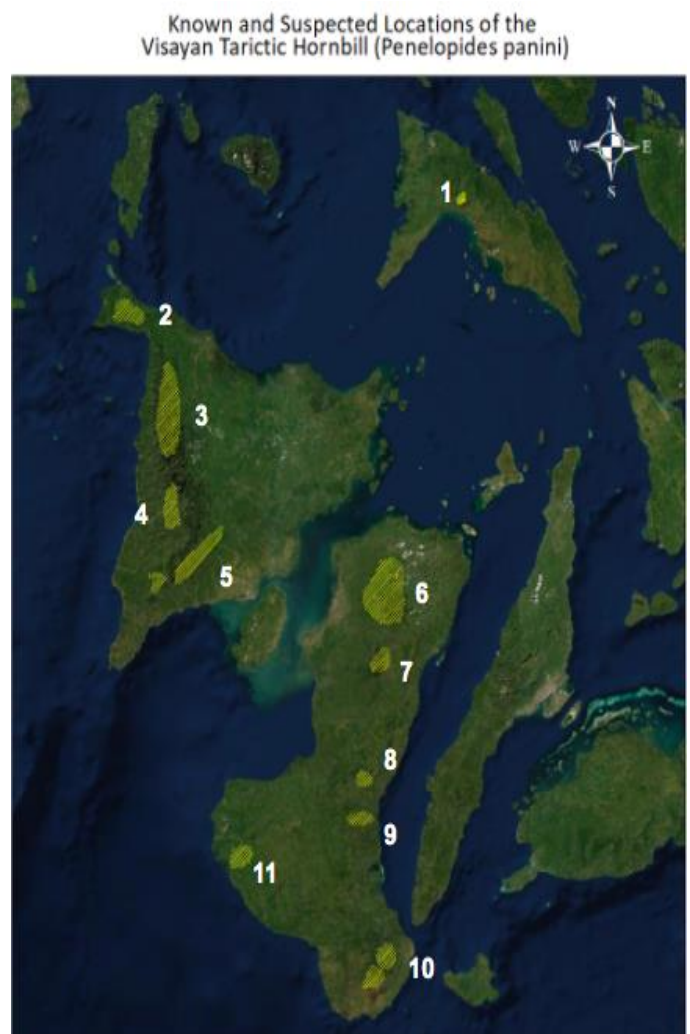 Known and Suspected Locations of the
Visayan Tarictic Hornbill (Penelopides panini)
N
W E
S
1
2
3
4
5
6
7
8
9
11
10